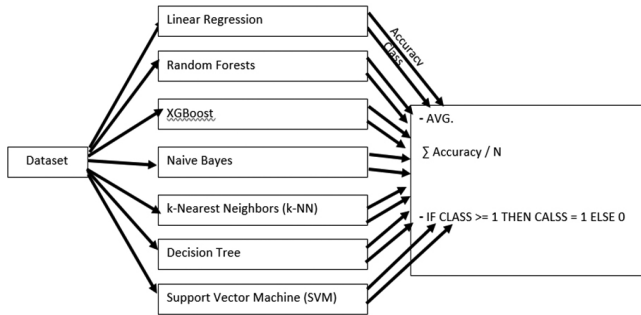 Linear Regression
Accuracy
Class
Random Forests
XGBoost
- AVG.
∑ Accuracy / N
Dataset
Naive Bayes
k-Nearest Neighbors (k-NN)
- IF CLASS >= 1 THEN CALSS = 1 ELSE 0
Decision Tree
Support Vector Machine (SVM)